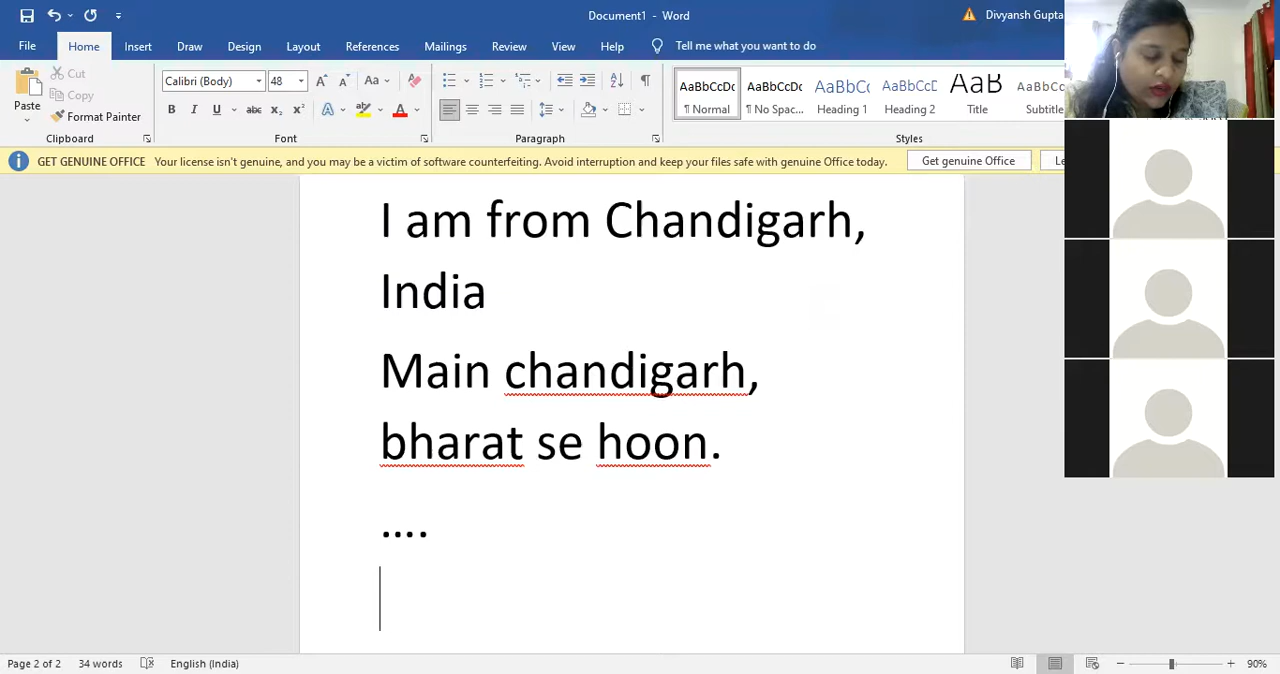 Document1 - Word
Divyansh Gupta
File Home Insert Draw Design Layout References Mailings Review View Help Tell me what you want to do
Cut
Copy
Paste
Format Painter
Calibri (Body) 48
AaBbCcDc AaBbCcDc AaBbCc AaBbCcD AaB AaBbCc
¶ Normal ¶ No Spac... Heading 1 Heading 2 Title Subtitle
Clipboard Font Paragraph Styles
GET GENUINE OFFICE Your license isn't genuine, and you may be a victim of software counterfeiting. Avoid interruption and keep your files safe with genuine Office today. Get genuine Office
I am from Chandigarh,
India
Main chandigarh,
bharat se hoon.
....
Page 2 of 2 34 words English (India) 90%